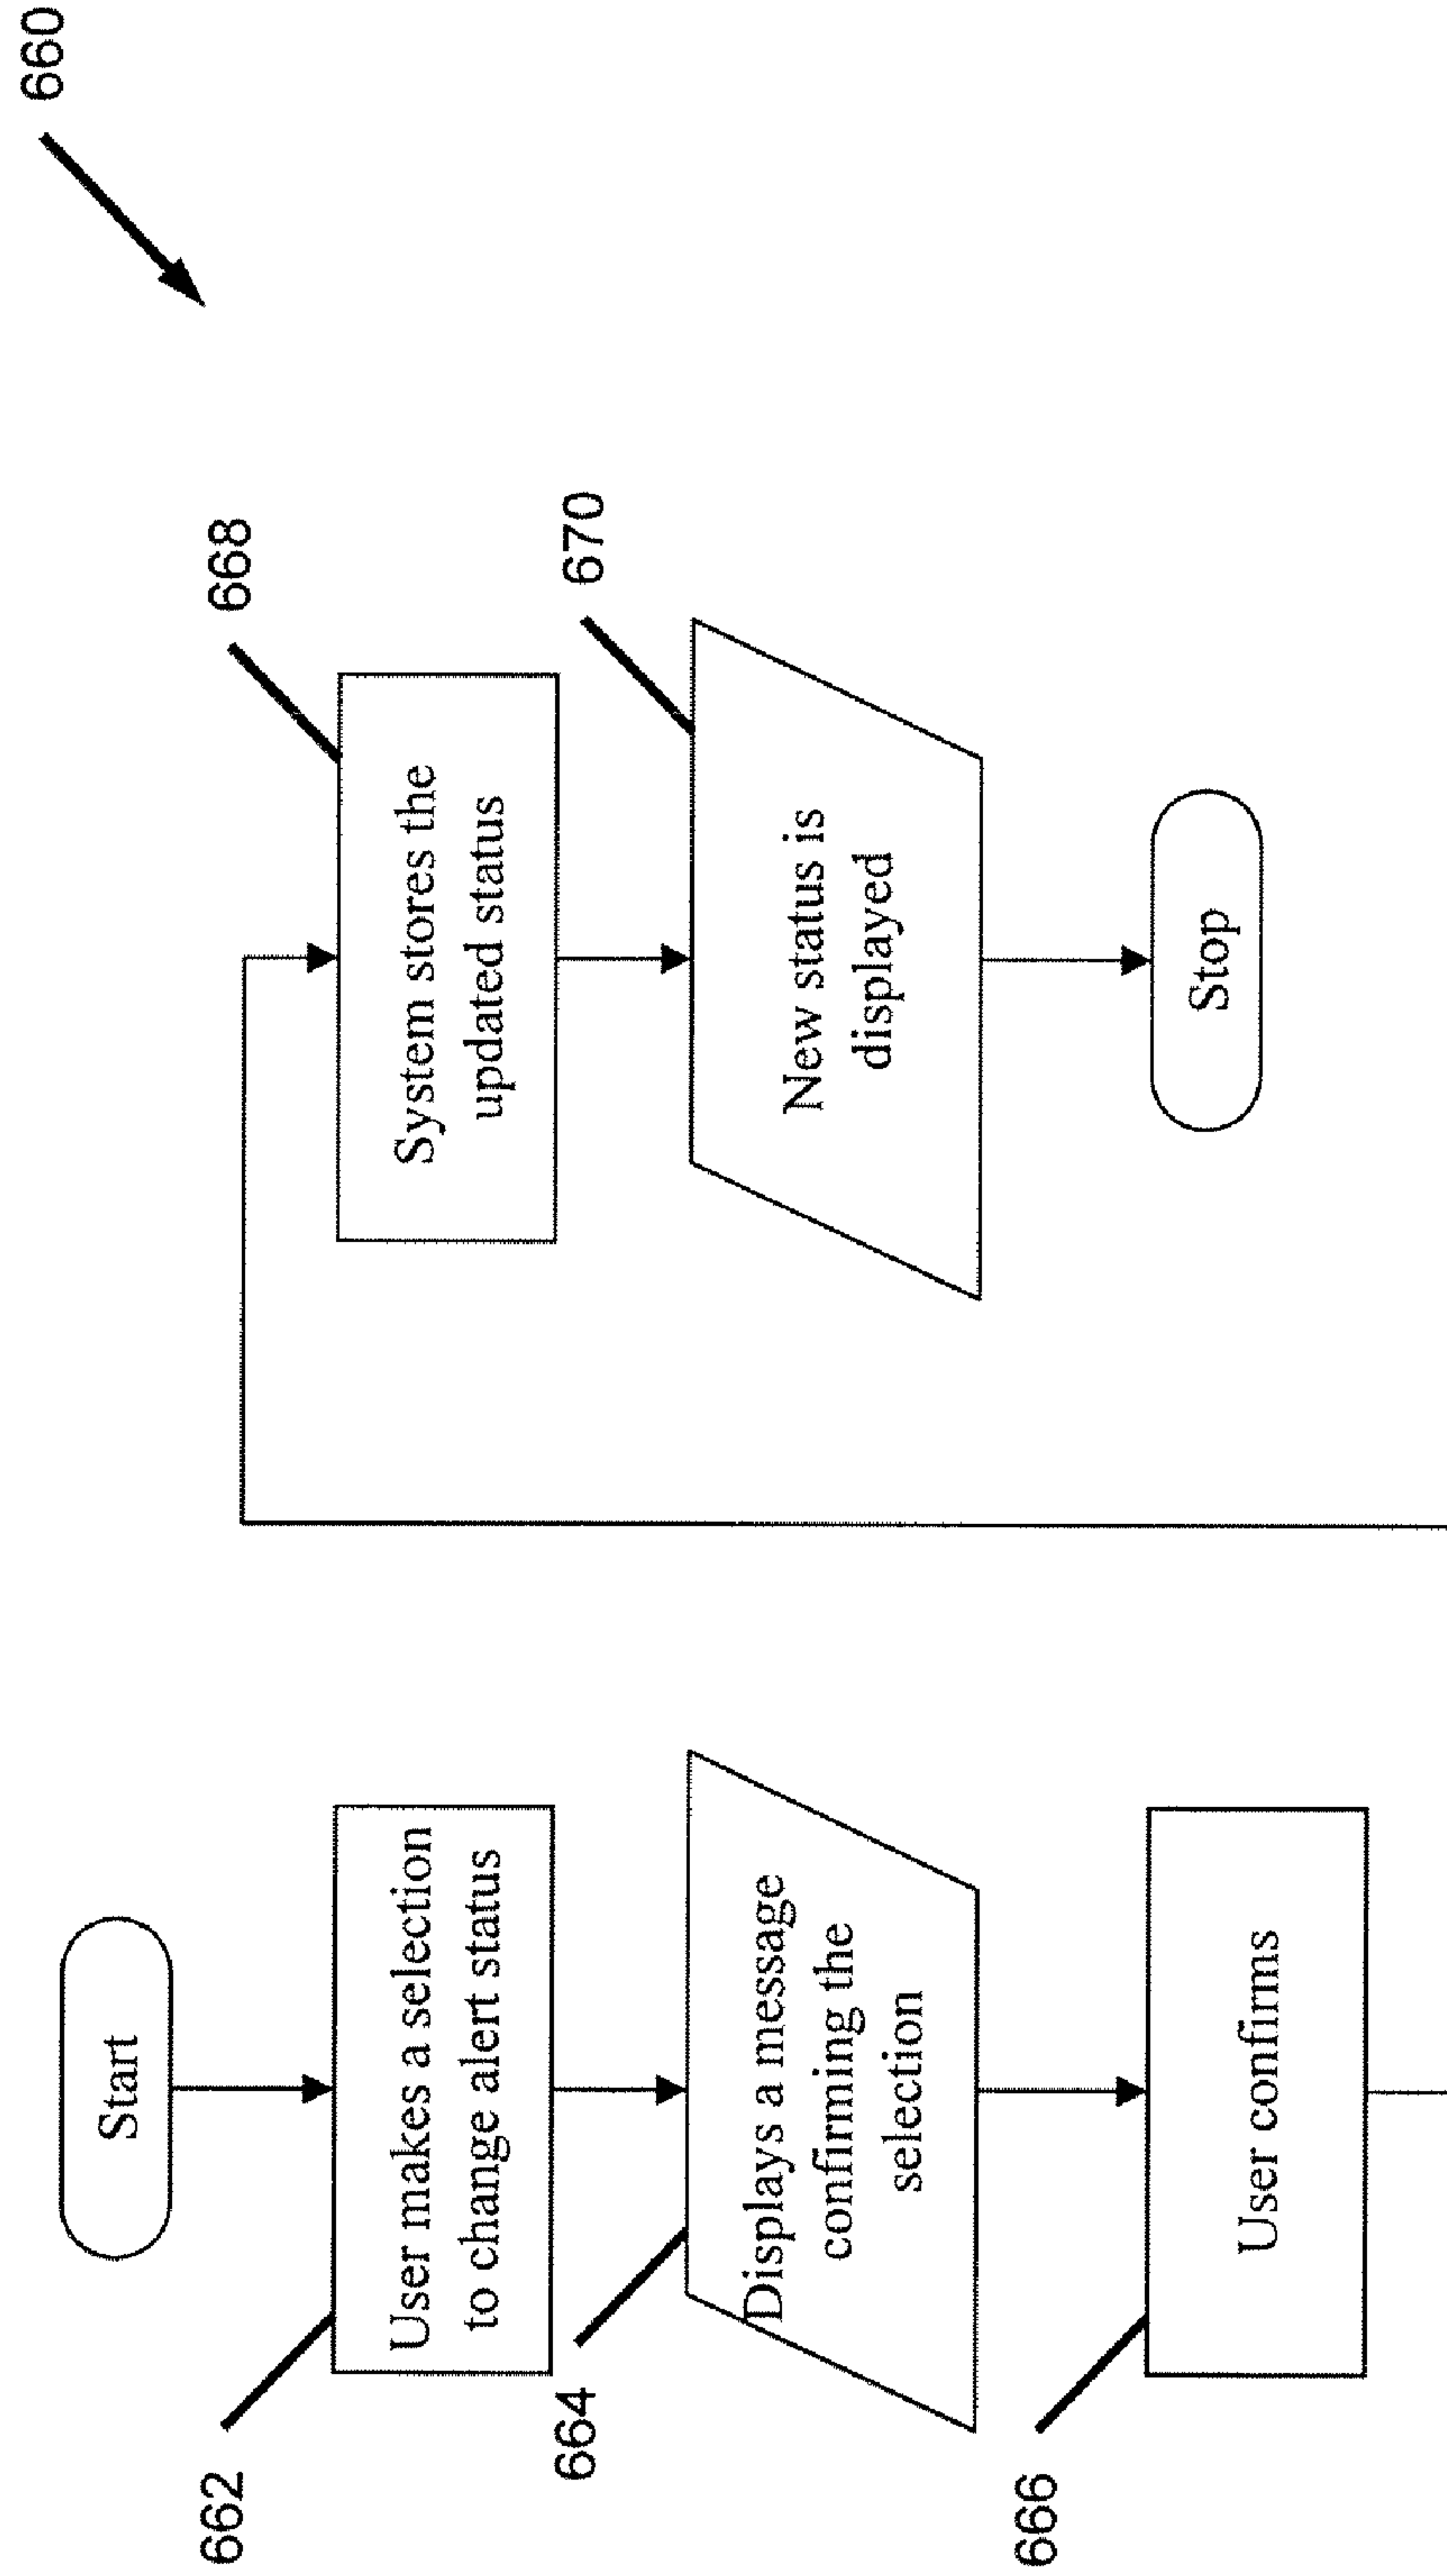 660
Start
662
User makes a selection
to change alert status
664
Displays a message
confirming the
selection
666
User confirms
668
System stores the
updated status
670
New status is
displayed
Stop